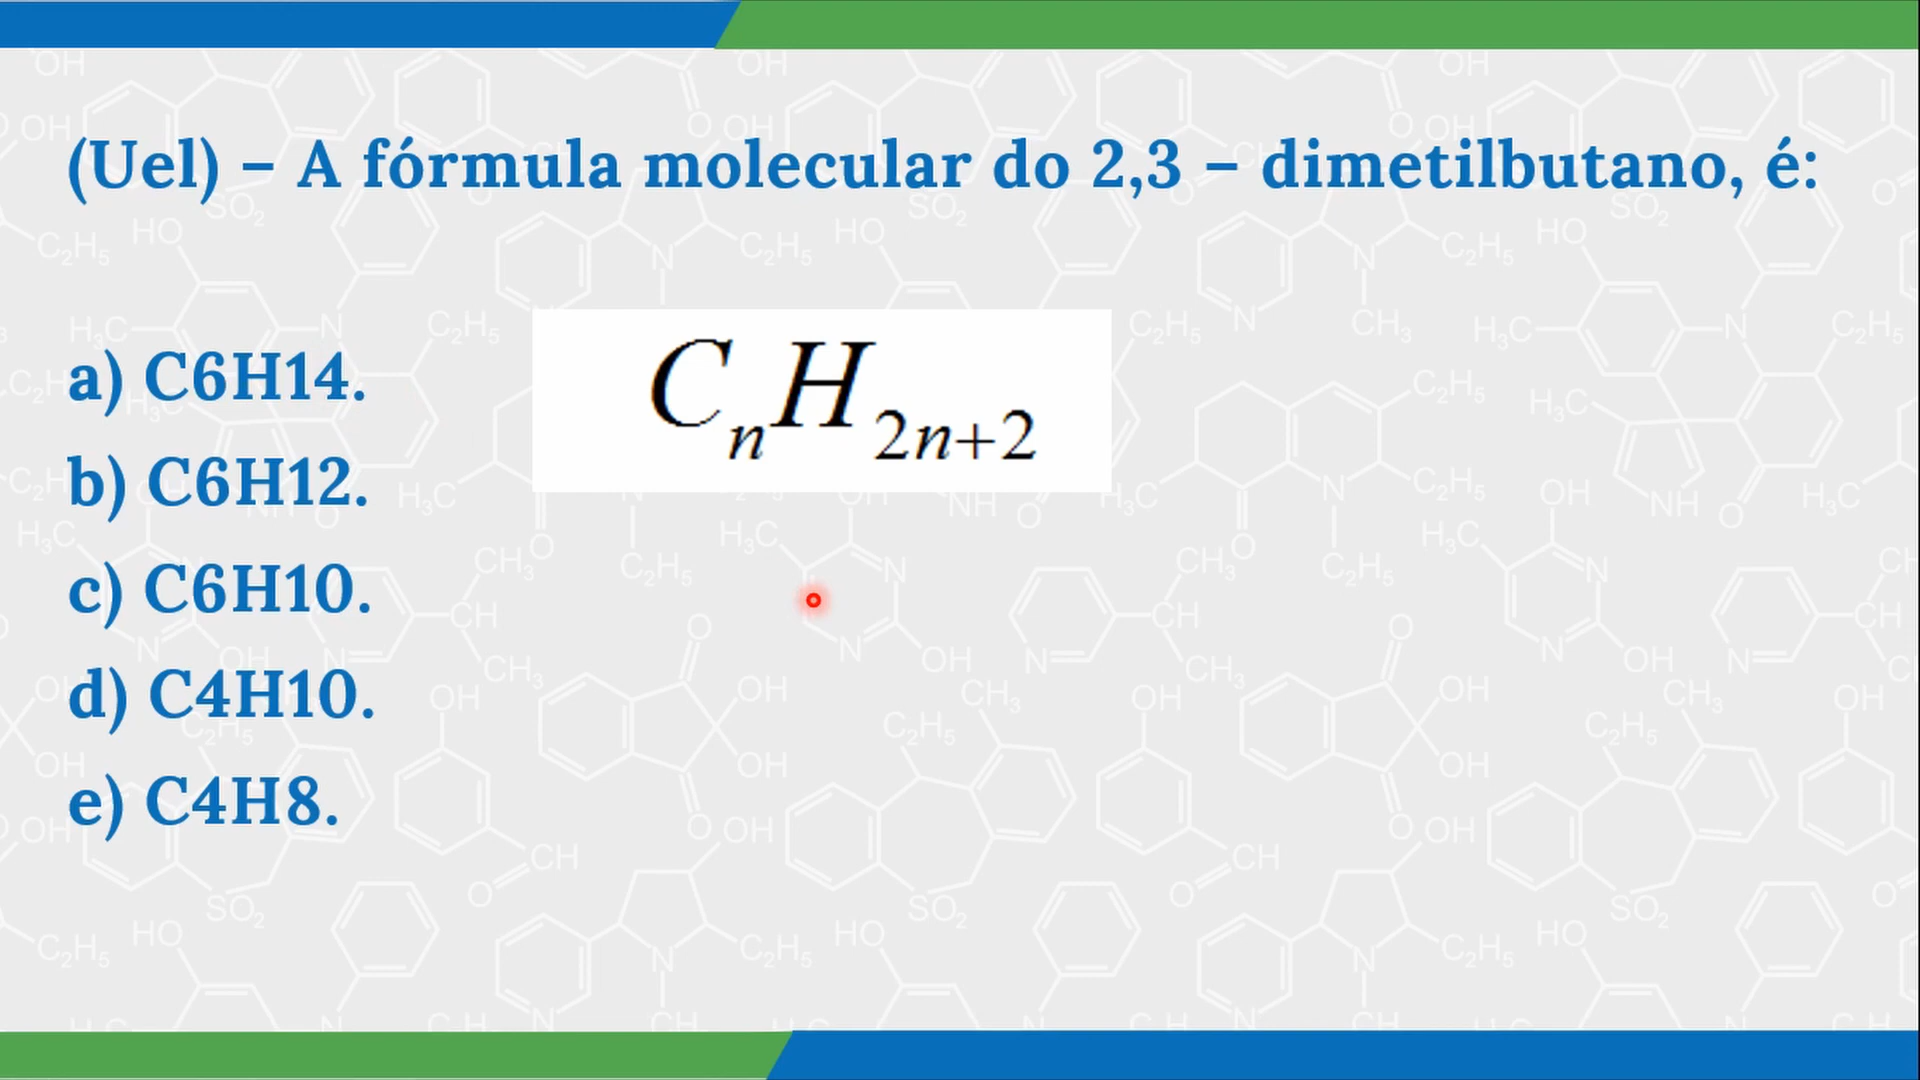 (Uel) – A fórmula molecular do 2,3 – dimetilbutano, é:
a) C6H14.
CnH2n+2
b) C6H12.
c) C6H10.
d) C4H10.
e) C4H8.